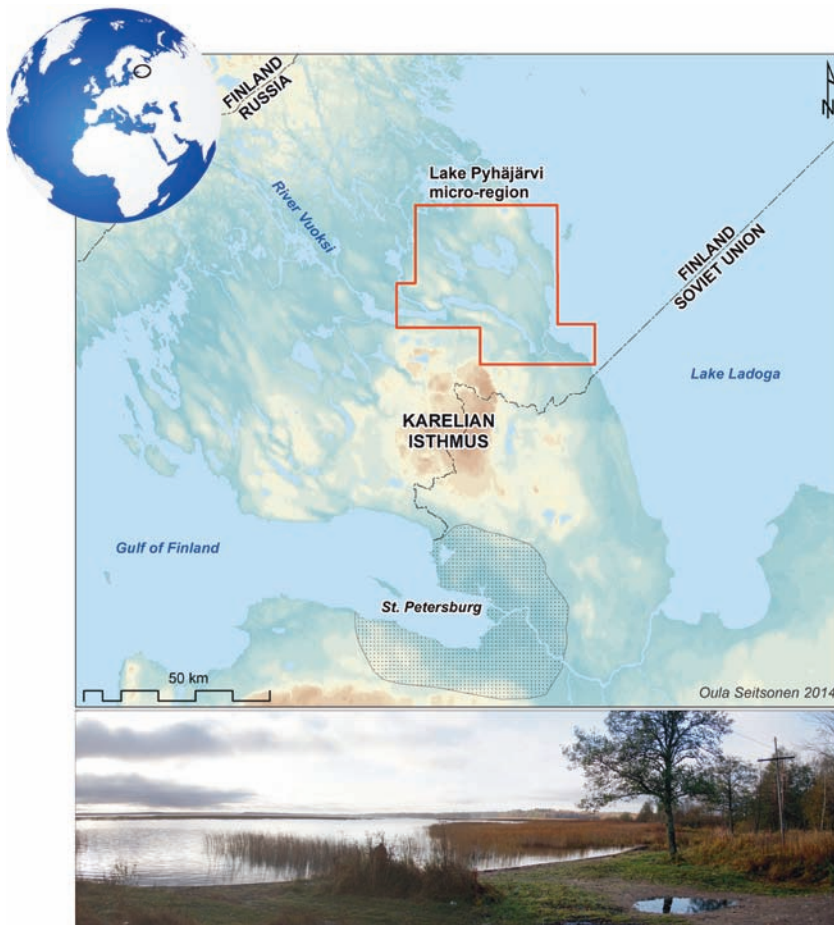 FINLAND
RUSSIA
N
Lake Pyhäjärvi
micro-region
River Vuoksi
FINLAND
SOVIET UNION
Lake Ladoga
KARELIAN
ISTHMUS
Gulf of Finland
St. Petersburg
50 km
Oula Seitsonen 2014